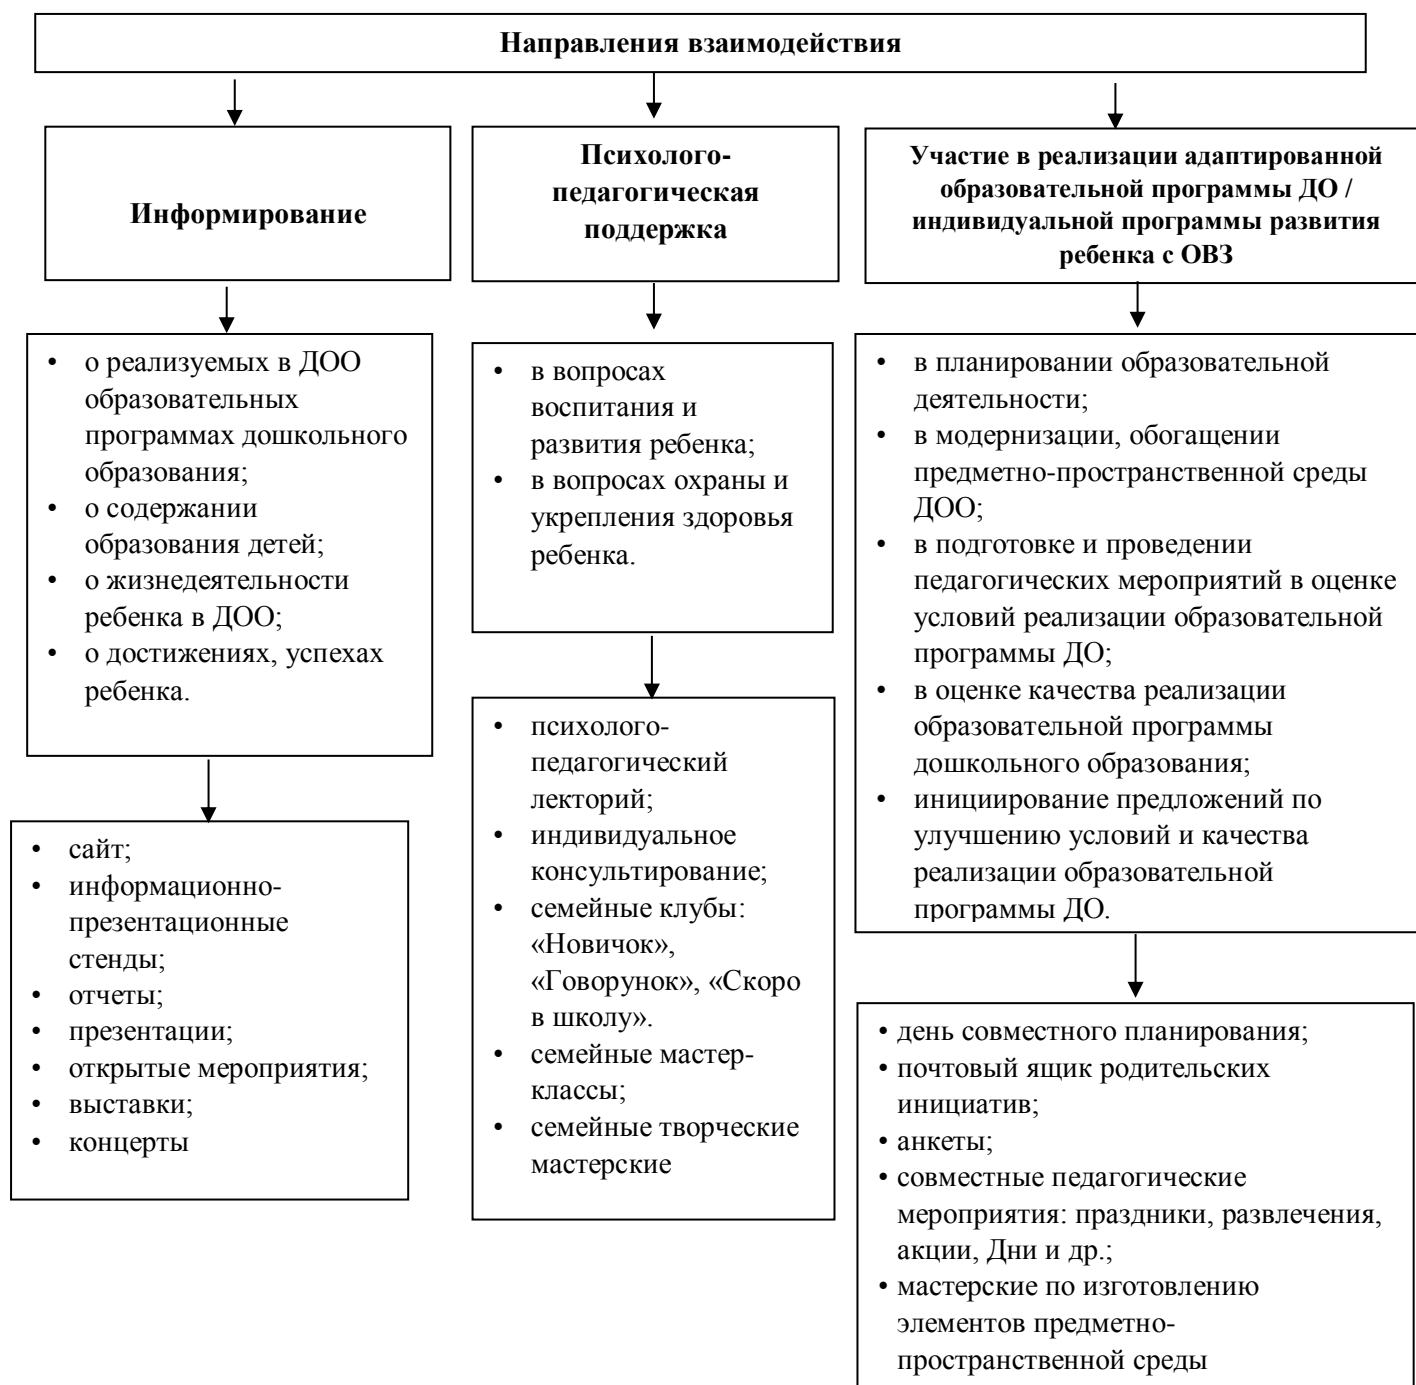 Направления взаимодействия
Информирование
Психолого-
педагогическая
поддержка
Участие в реализации адаптированной
образовательной программы ДО /
индивидуальной программы развития
ребенка с ОВЗ
• о реализуемых в ДОО
образовательных
программах дошкольного
образования;
• о содержании
образования детей;
• о жизнедеятельности
ребенка в ДОО;
• о достижениях, успехах
ребенка.
• в вопросах
воспитания и
развития ребенка;
• в вопросах охраны и
укрепления здоровья
ребенка.
• в планировании образовательной
деятельности;
• в модернизации, обогащении
предметно-пространственной среды
ДОО;
• в подготовке и проведении
педагогических мероприятий в оценке
условий реализации образовательной
программы ДО;
• в оценке качества реализации
образовательной программы
дошкольного образования;
• инициирование предложений по
улучшению условий и качества
реализации образовательной
программы ДО.
• сайт;
• информационно-
презентационные
стенды;
• отчеты;
• презентации;
• открытые мероприятия;
• выставки;
• концерты
• психолого-
педагогический
лекторий;
• индивидуальное
консультирование;
• семейные клубы:
«Новичок»,
«Говорунок», «Скоро
в школу».
• семейные мастер-
классы;
• семейные творческие
мастерские
• день совместного планирования;
• почтовый ящик родительских
инициатив;
• анкеты;
• совместные педагогические
мероприятия: праздники, развлечения,
акции, Дни и др.;
• мастерские по изготовлению
элементов предметно-
пространственной среды